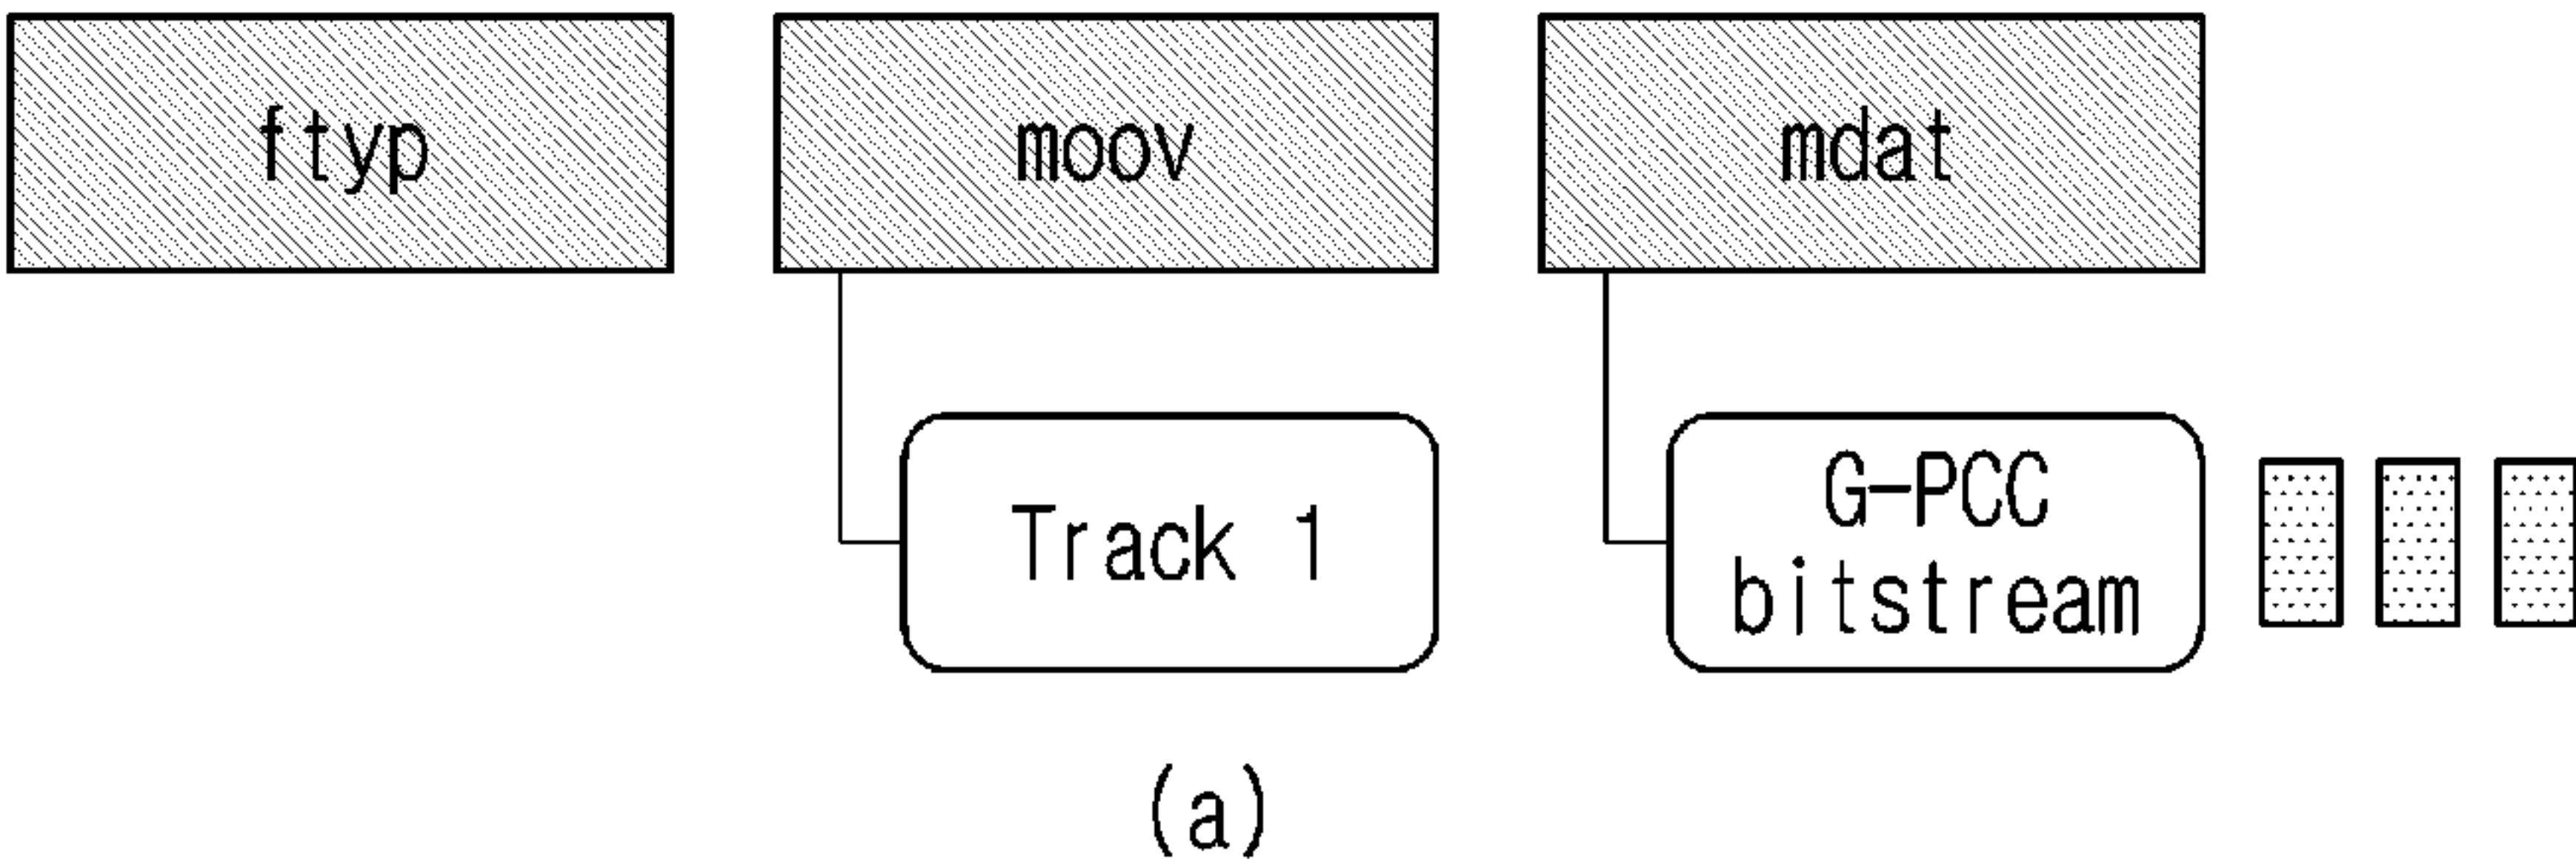 ftyp
moov
mdat
Track 1
G-PCC
bitstream
(a)